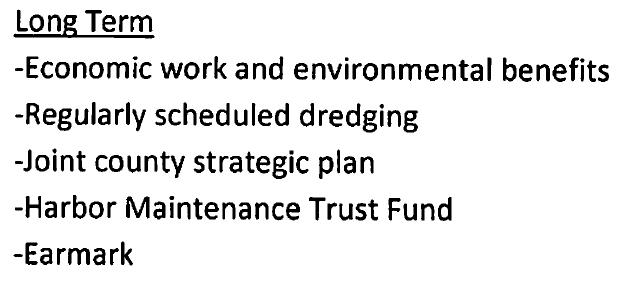 Long Term
-Economic work and environmental benefits
-Regularly scheduled dredging
-Joint county strategic plan
-Harbor Maintenance Trust Fund
-Earmark